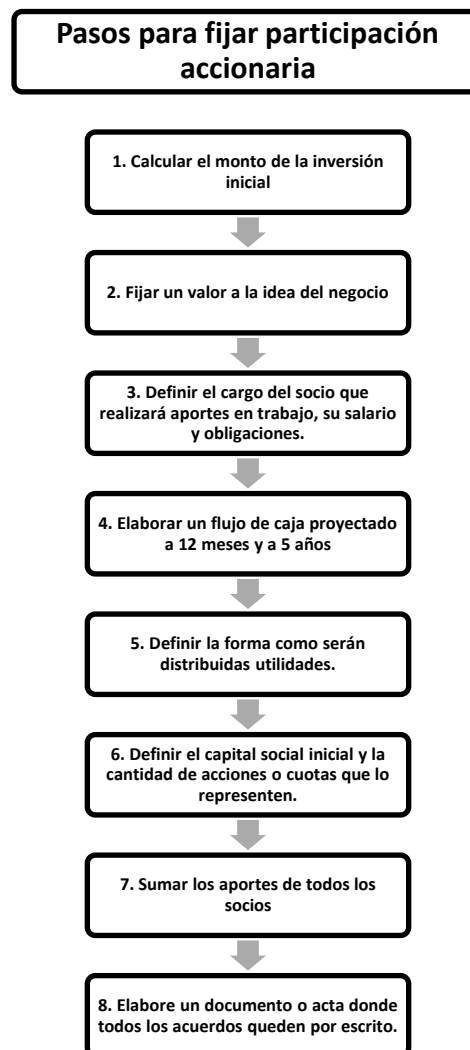 Pasos para fijar participación
accionaria
1. Calcular el monto de la inversión
inicial
2. Fijar un valor a la idea del negocio
3. Definir el cargo del socio que
realizará aportes en trabajo, su salario
y obligaciones.
4. Elaborar un flujo de caja proyectado
a 12 meses y a 5 años
5. Definir la forma como serán
distribuidas utilidades.
6. Definir el capital social inicial y la
cantidad de acciones o cuotas que lo
representen.
7. Sumar los aportes de todos los
socios
8. Elabore un documento o acta donde
todos los acuerdos queden por escrito.